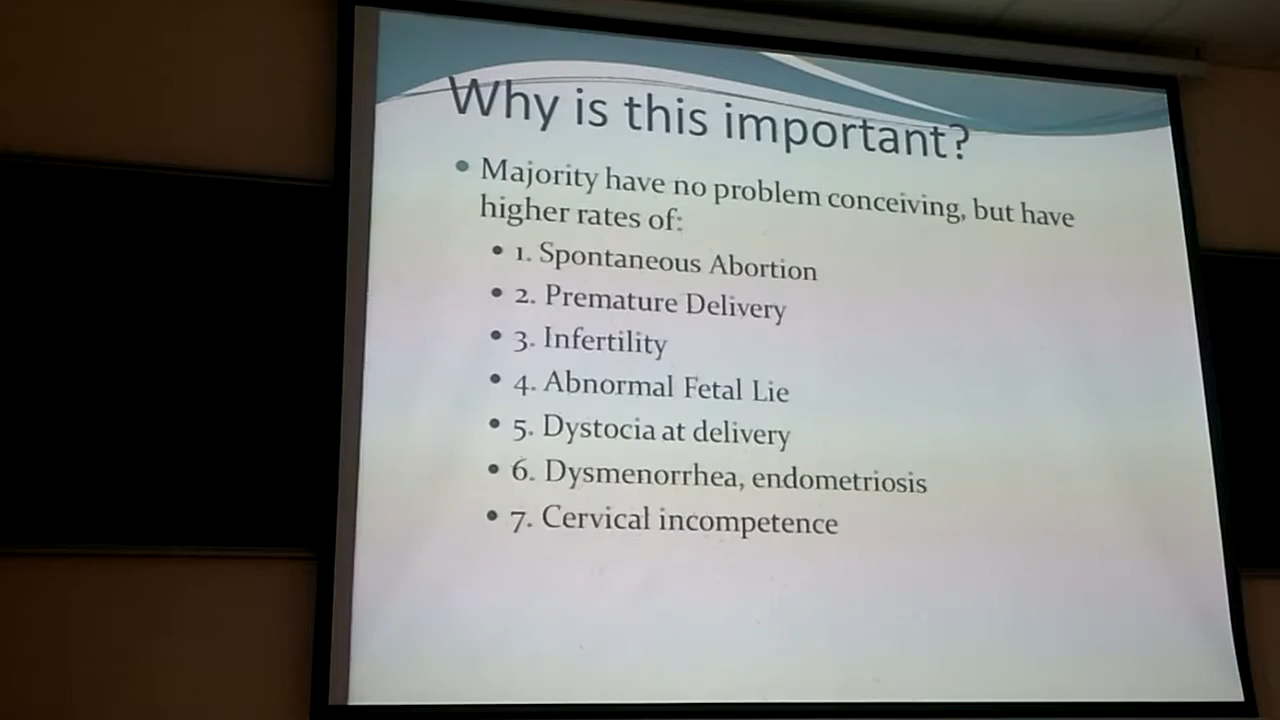 Why is this important?
• Majority have no problem conceiving, but have
higher rates of:
• 1. Spontaneous Abortion
• 2. Premature Delivery
• 3. Infertility
• 4. Abnormal Fetal Lie
• 5. Dystocia at delivery
• 6. Dysmenorrhea, endometriosis
• 7. Cervical incompetence